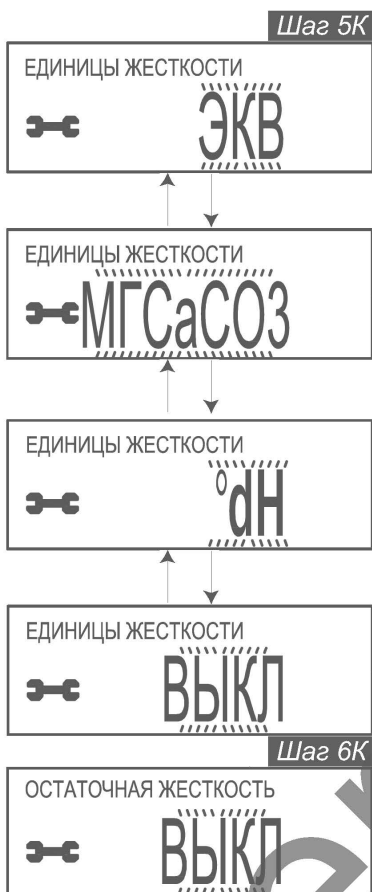 Шаг 5К
ЕДИНИЦЫ ЖЕСТКОСТИ
ЭКВ
ЕДИНИЦЫ ЖЕСТКОСТИ
МГСаСО3
ЕДИНИЦЫ ЖЕСТКОСТИ
°dH
ЕДИНИЦЫ ЖЕСТКОСТИ
ВЫКЛ
Шаг 6К
ОСТАТОЧНАЯ ЖЕСТКОСТЬ
ВЫКЛ